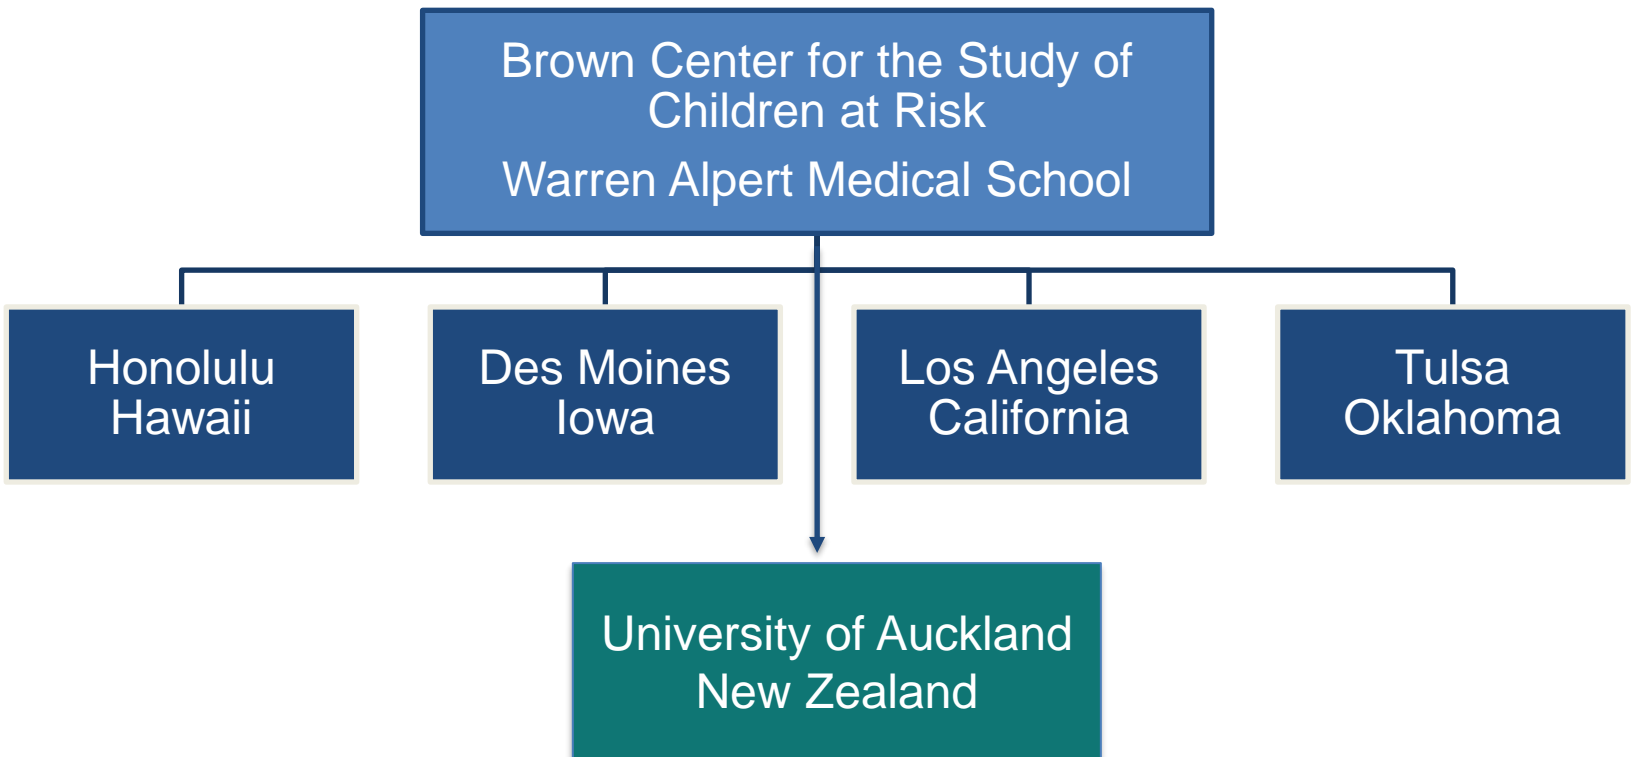 Brown Center for the Study of
Children at Risk
Warren Alpert Medical School
Honolulu
Hawaii
Des Moines
Iowa
Los Angeles
California
Tulsa
Oklahoma
University of Auckland
New Zealand